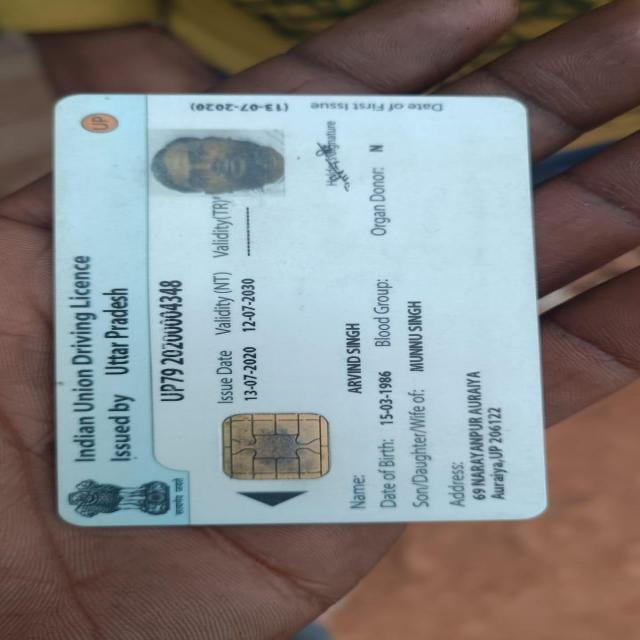 Indian Union Driving Licence
Issued by Uttar Pradesh
UP
UP79 20200004348
Issue Date Validity (NT) Validity(TR)
13-07-2020 12-07-2030 ----------
Date of First Issue (13-07-2020)
Holder's Signature
Name: ARVIND SINGH
Date of Birth: 15-03-1986 Blood Group: Organ Donor: N
Son/Daughter/Wife of: MUNNU SINGH
Address:
69 NARAYANPUR AURAIYA
Auraiya,UP 206122